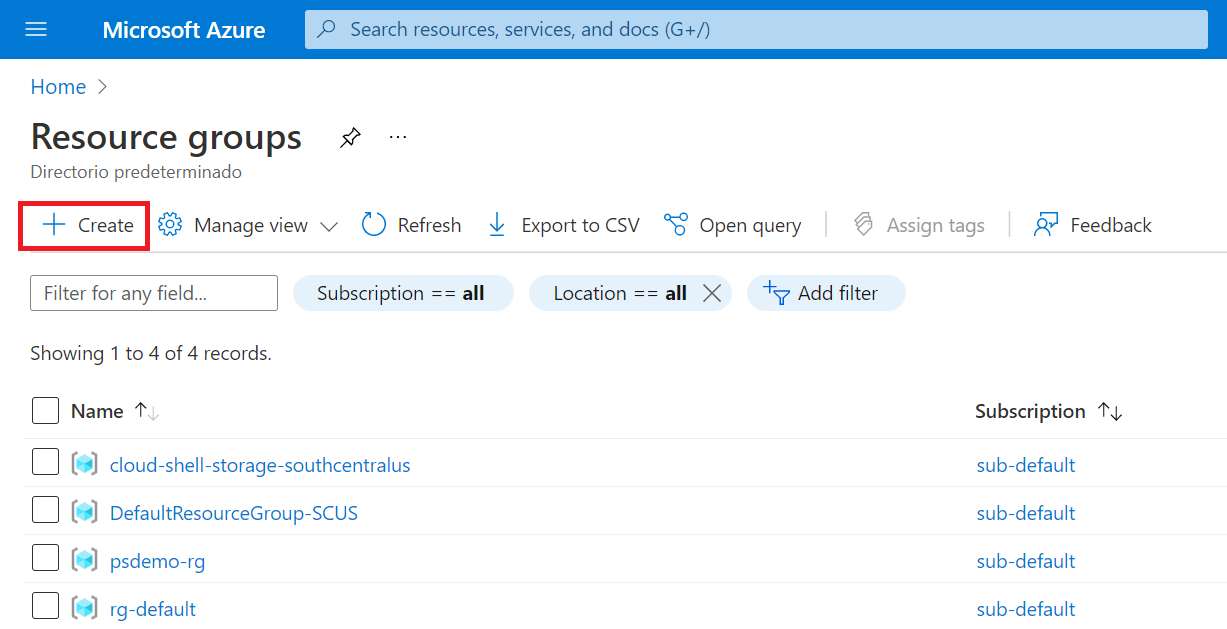 Microsoft Azure Search resources, services, and docs (G+/)
Home
Resource groups ...
Directorio predeterminado
Create Manage view Refresh Export to CSV Open query Assign tags Feedback
Filter for any field... Subscription == all Location == all Add filter
Showing 1 to 4 of 4 records.
Name Subscription
cloud-shell-storage-southcentralus sub-default
DefaultResourceGroup-SCUS sub-default
psdemo-rg sub-default
rg-default sub-default